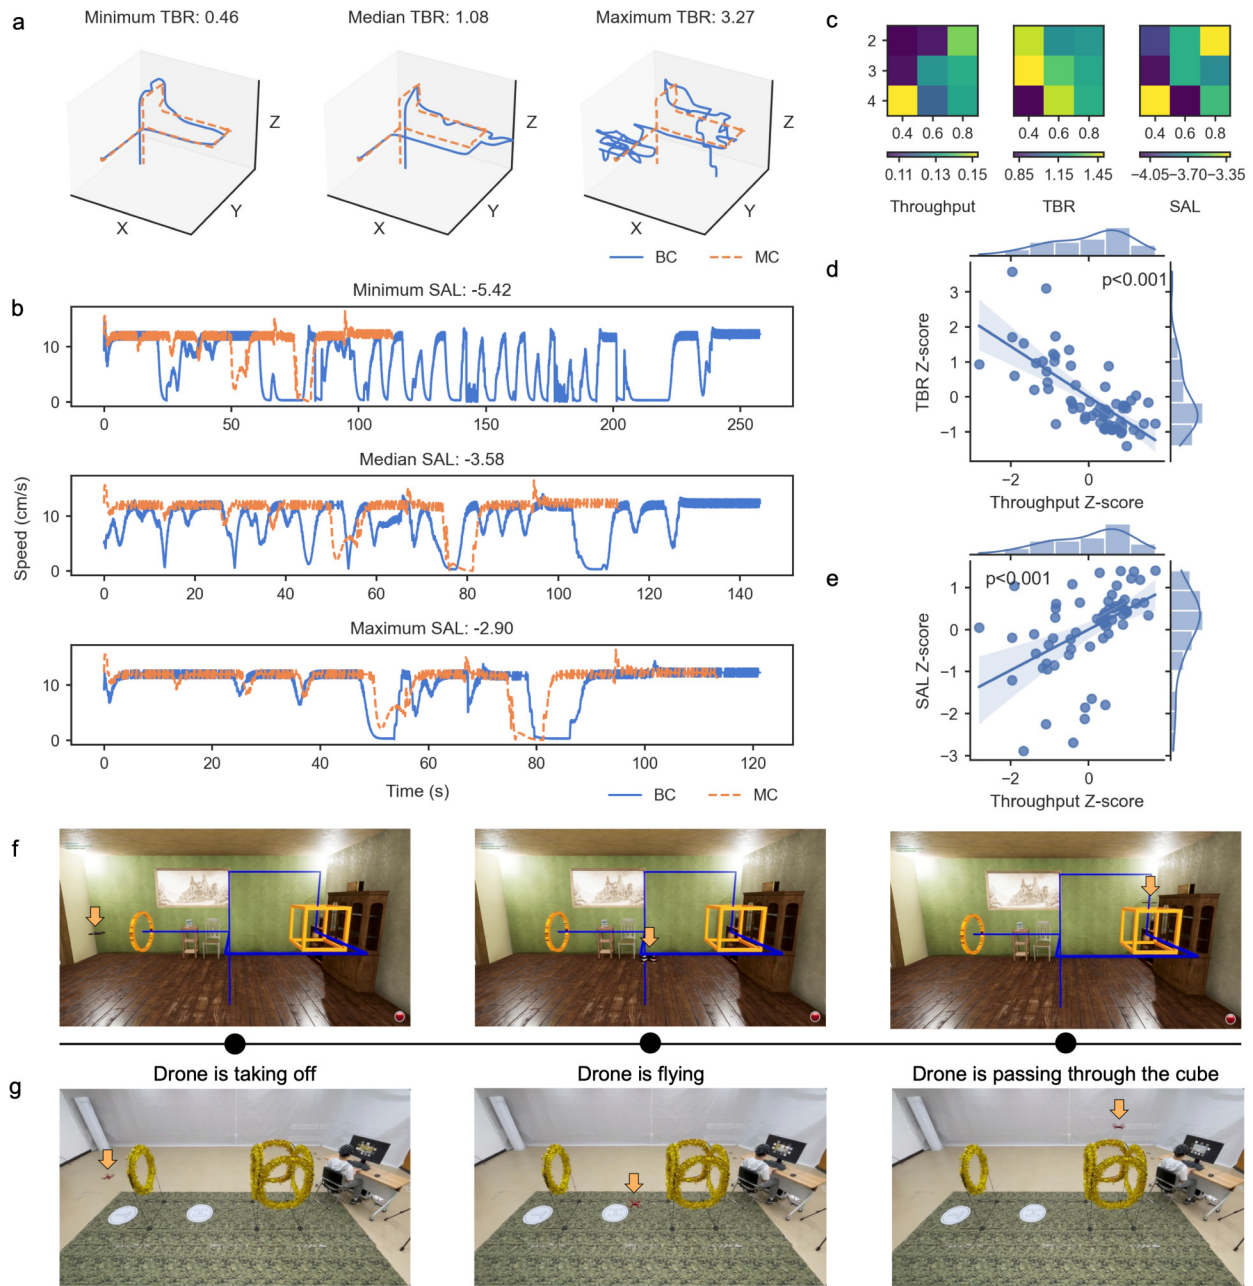 a
Minimum TBR: 0.46
Median TBR: 1.08
Maximum TBR: 3.27
Z
Y
X
Z
Y
X
Z
Y
X
BC
MC
b
Minimum SAL: -5.42
10
0
0 50 100 150 200 250
Median SAL: -3.58
10
0
0 20 40 60 80 100 120 140
Maximum SAL: -2.90
10
0
0 20 40 60 80 100 120
Speed (cm/s)
Time (s)
BC
MC
c
2
3
4
0.4 0.6 0.8
0.4 0.6 0.8
0.4 0.6 0.8
0.11 0.13 0.15
0.85 1.15 1.45
−4.05 −3.70 −3.35
Throughput
TBR
SAL
d
p<0.001
3
2
1
0
−1
TBR Z-score
−2 0
Throughput Z-score
e
p<0.001
1
0
−1
−2
−3
SAL Z-score
−2 0
Throughput Z-score
f
Drone is taking off
Drone is flying
Drone is passing through the cube
g